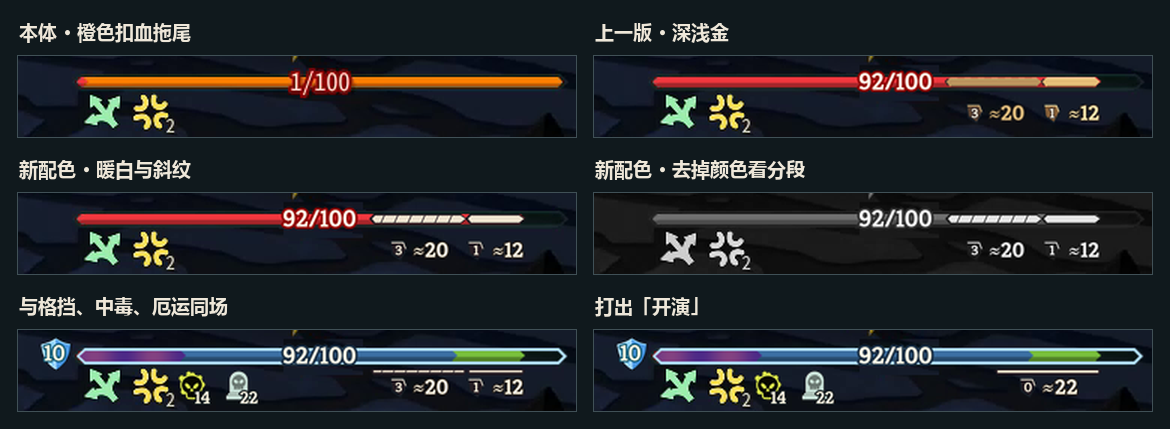 本体・橙色扣血拖尾
1/100
2
上一版・深浅金
92/100
2 3 ≈20 1 ≈12
新配色・暖白与斜纹
92/100
2 3 ≈20 1 ≈12
新配色・去掉颜色看分段
92/100
2 3 ≈20 1 ≈12
与格挡、中毒、厄运同场
10 92/100
2 14 22 3 ≈20 1 ≈12
打出「开演」
10 92/100
2 14 22 0 ≈22